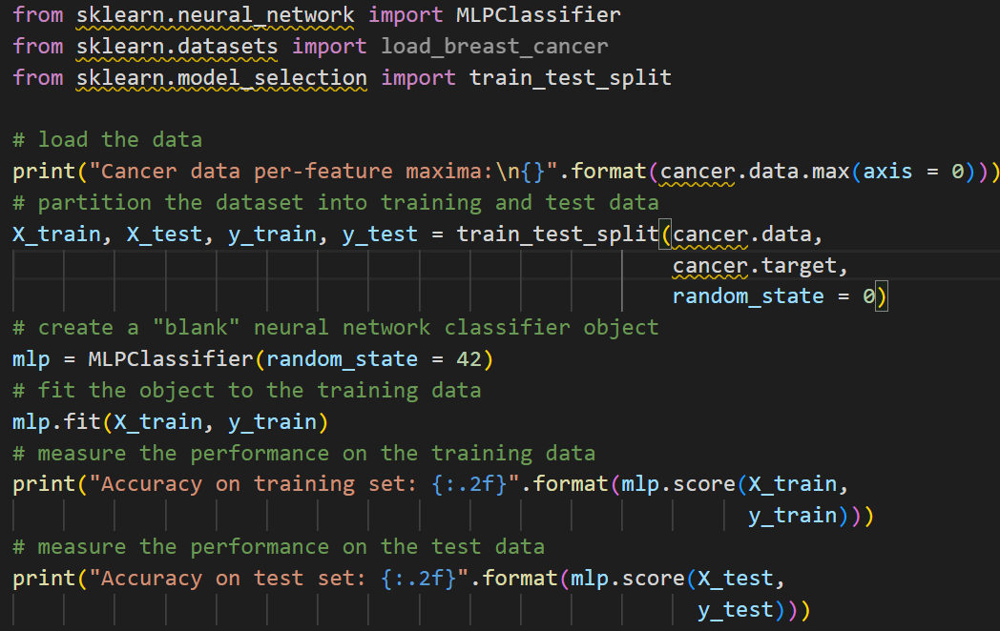 from sklearn.neural_network import MLPClassifier
from sklearn.datasets import load_breast_cancer
from sklearn.model_selection import train_test_split
# load the data
print("Cancer data per-feature maxima:\n{}".format(cancer.data.max(axis = 0)))
# partition the dataset into training and test data
X_train, X_test, y_train, y_test = train_test_split(cancer.data,
cancer.target,
random_state = 0)
# create a "blank" neural network classifier object
mlp = MLPClassifier(random_state = 42)
# fit the object to the training data
mlp.fit(X_train, y_train)
# measure the performance on the training data
print("Accuracy on training set: {:.2f}".format(mlp.score(X_train,
y_train)))
# measure the performance on the test data
print("Accuracy on test set: {:.2f}".format(mlp.score(X_test,
y_test)))